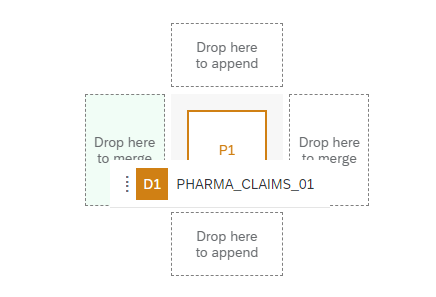 Drop here
to append
Drop here
to merge
P1
Drop here
to merge
D1 PHARMA_CLAIMS_01
Drop here
to append